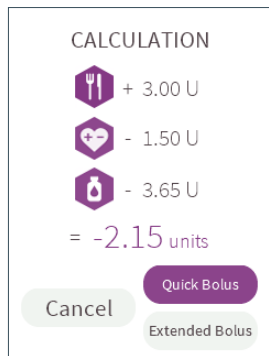 CALCULATION
+ 3.00 U
- 1.50 U
- 3.65 U
= -2.15 units
Quick Bolus
Cancel
Extended Bolus